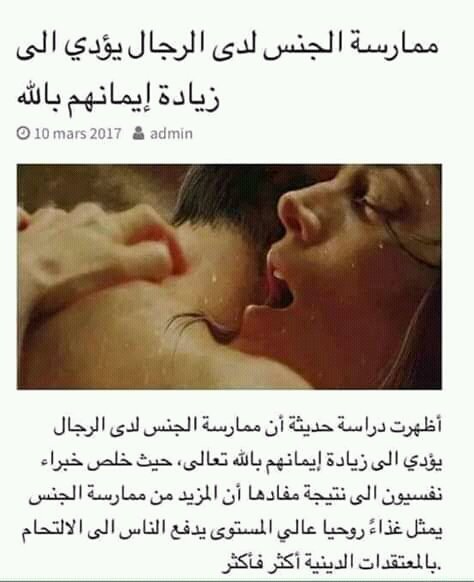 ممارسة الجنس لدى الرجال يؤدي الى
زيادة إيمانهم بالله
10 mars 2017 admin
أظهرت دراسة حديثة أن ممارسة الجنس لدى الرجال
يؤدي الى زيادة إيمانهم بالله تعالى، حيث خلص خبراء
نفسيون الى نتيجة مفادها أن المزيد من ممارسة الجنس
يمثل غذاءً روحيا عالي المستوى يدفع الناس الى الالتحام
بالمعتقدات الدينية أكثر فأكثر.